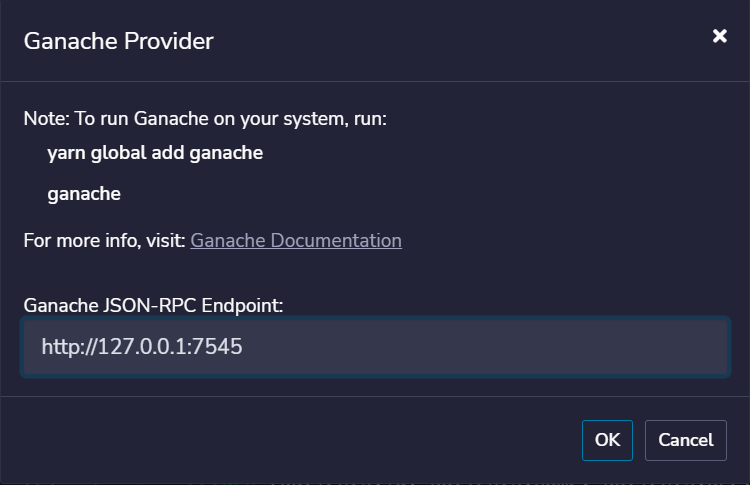 Ganache Provider
Note: To run Ganache on your system, run:
yarn global add ganache
ganache
For more info, visit: Ganache Documentation
Ganache JSON-RPC Endpoint:
http://127.0.0.1:7545
OK Cancel